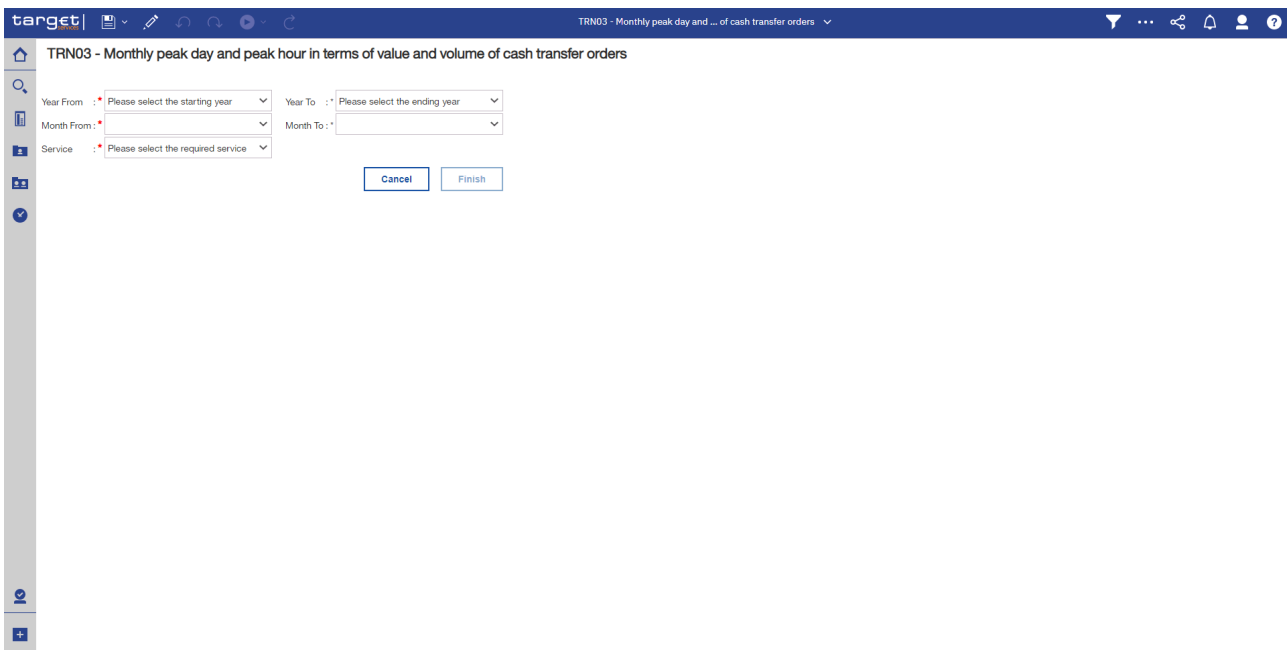 target| TRN03 - Monthly peak day and ... of cash transfer orders
services
TRN03 - Monthly peak day and peak hour in terms of value and volume of cash transfer orders
Year From :* Please select the starting year Year To :* Please select the ending year
Month From :* Month To :*
Service :* Please select the required service
Cancel Finish